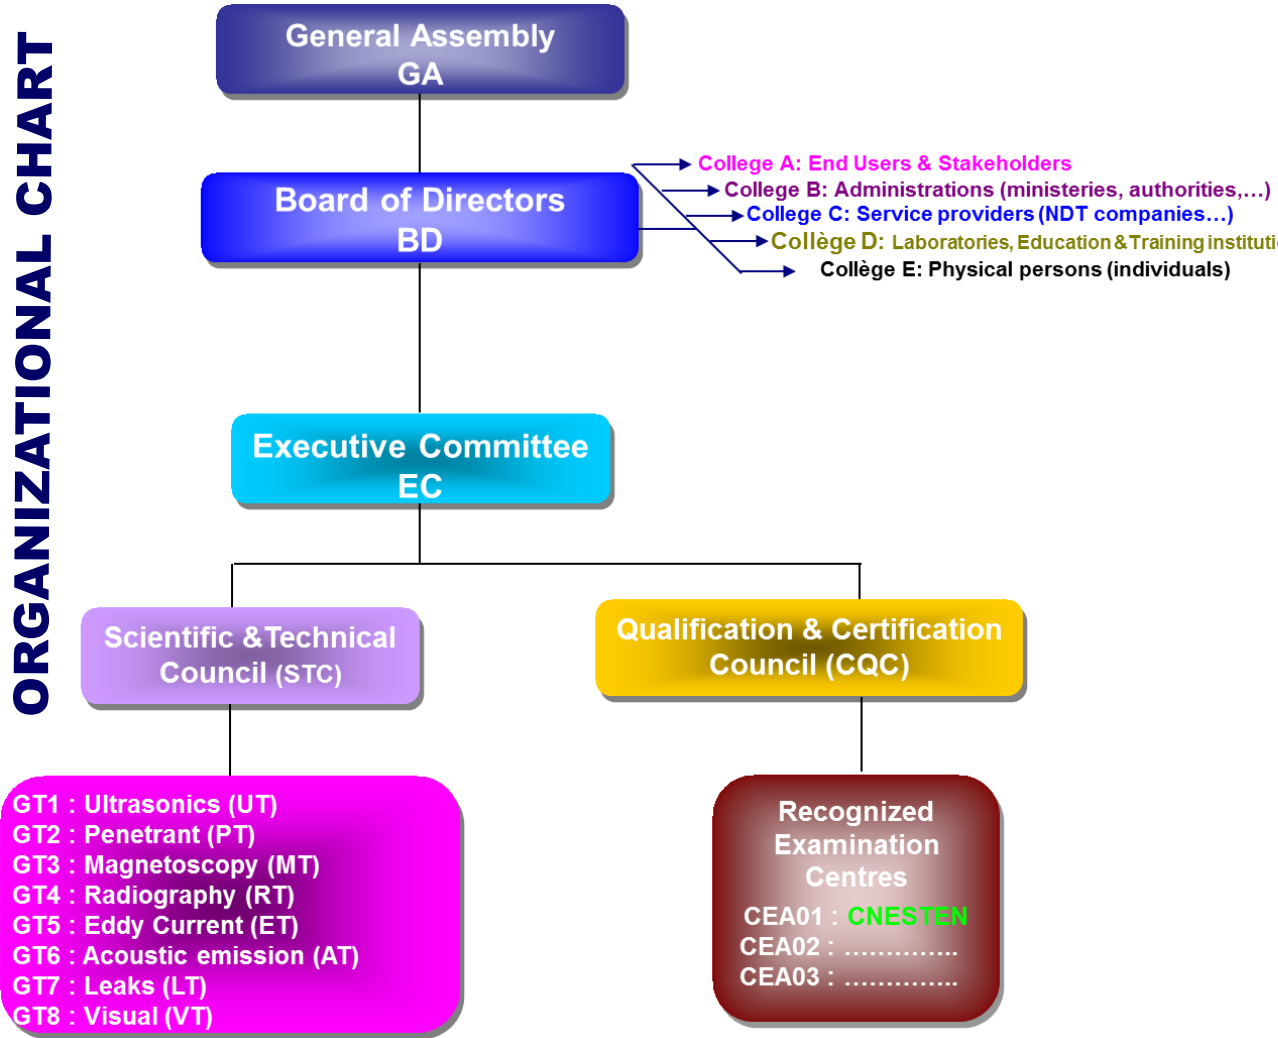 ORGANIZATIONAL CHART
General Assembly
GA
Board of Directors
BD
College A: End Users & Stakeholders
College B: Administrations (ministeries, authorities,…)
College C: Service providers (NDT companies…)
Collège D: Laboratories, Education &Training instituti
Collège E: Physical persons (individuals)
Executive Committee
EC
Scientific &Technical
Council (STC)
Qualification & Certification
Council (CQC)
GT1 : Ultrasonics (UT)
GT2 : Penetrant (PT)
GT3 : Magnetoscopy (MT)
GT4 : Radiography (RT)
GT5 : Eddy Current (ET)
GT6 : Acoustic emission (AT)
GT7 : Leaks (LT)
GT8 : Visual (VT)
Recognized
Examination
Centres
CEA01 : CNESTEN
CEA02 : …………..
CEA03 : …………..